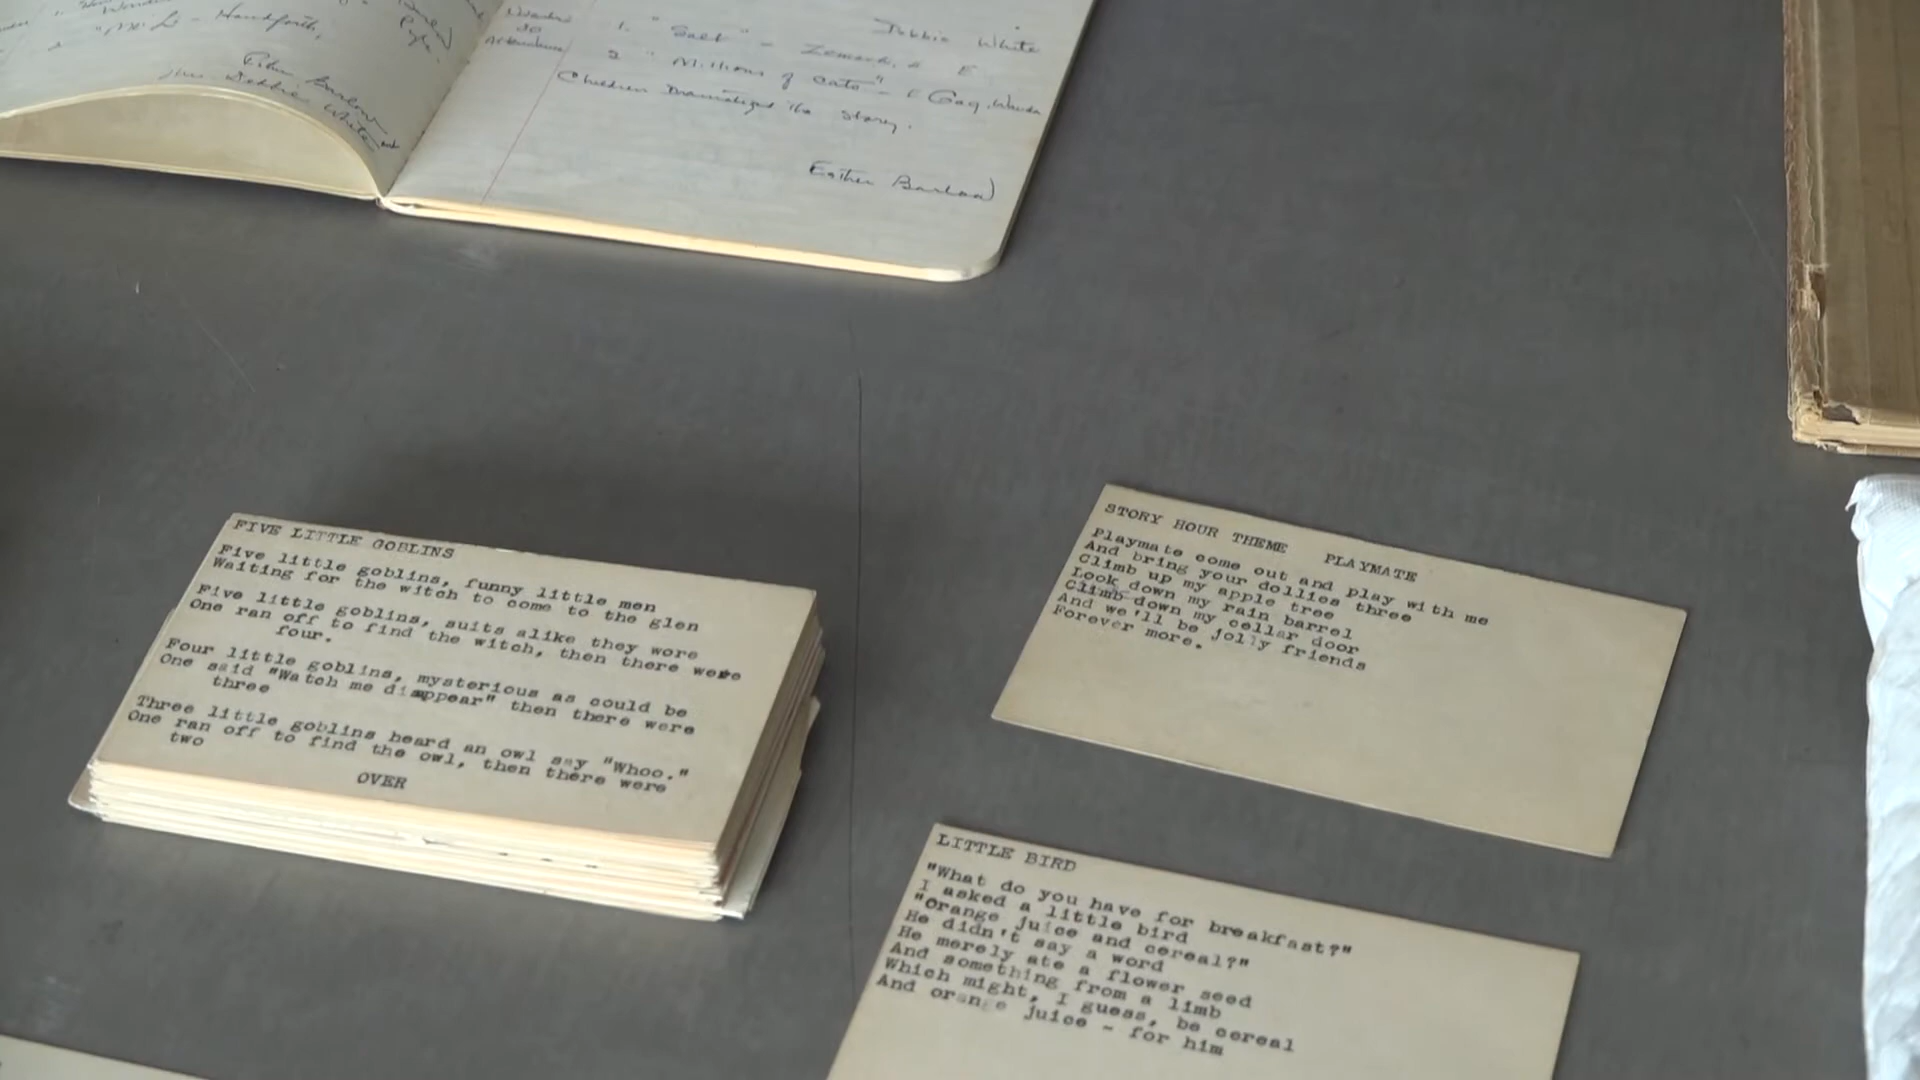 "Mei Li - Handforth,
Debbie White
1. "Salt" - Zemach, H E
2 "Millions of Cats" - E Gag, Wanda
Children Dramatized the story.
Esther Barlow
FIVE LITTLE GOBLINS
Five little goblins, funny little men
Waiting for the witch to come to the glen
Five little goblins, suits alike they wore
One ran off to find the witch, then there were
four.
Four little goblins, mysterious as could be
One said "Watch me disappear" then there were
three
Three little goblins heard an owl say "Whoo."
One ran off to find the owl, then there were
two
OVER
STORY HOUR THEME PLAYMATE
Playmate come out and play with me
And bring your dollies three
Climb up my apple tree
Look down my rain barrel
Climb down my cellar door
And we'll be jolly friends
Forever more.
LITTLE BIRD
"What do you have for breakfast?"
I asked a little bird
"Orange juice and cereal?"
He didn't say a word
He merely ate a flower seed
And something from a limb
Which might, I guess, be cereal
And orange juice - for him